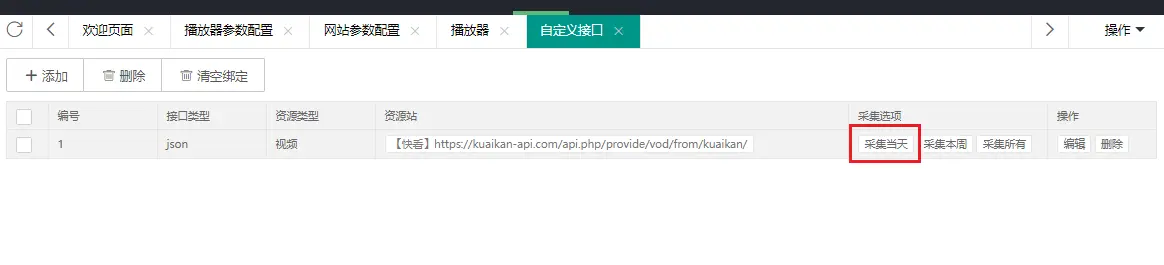 欢迎页面 播放器参数配置 网站参数配置 播放器 自定义接口 操作
添加 删除 清空绑定
编号 接口类型 资源类型 资源站 采集选项 操作
1 json 视频 【快看】https://kuaikan-api.com/api.php/provide/vod/from/kuaikan/ 采集当天 采集本周 采集所有 编辑 删除